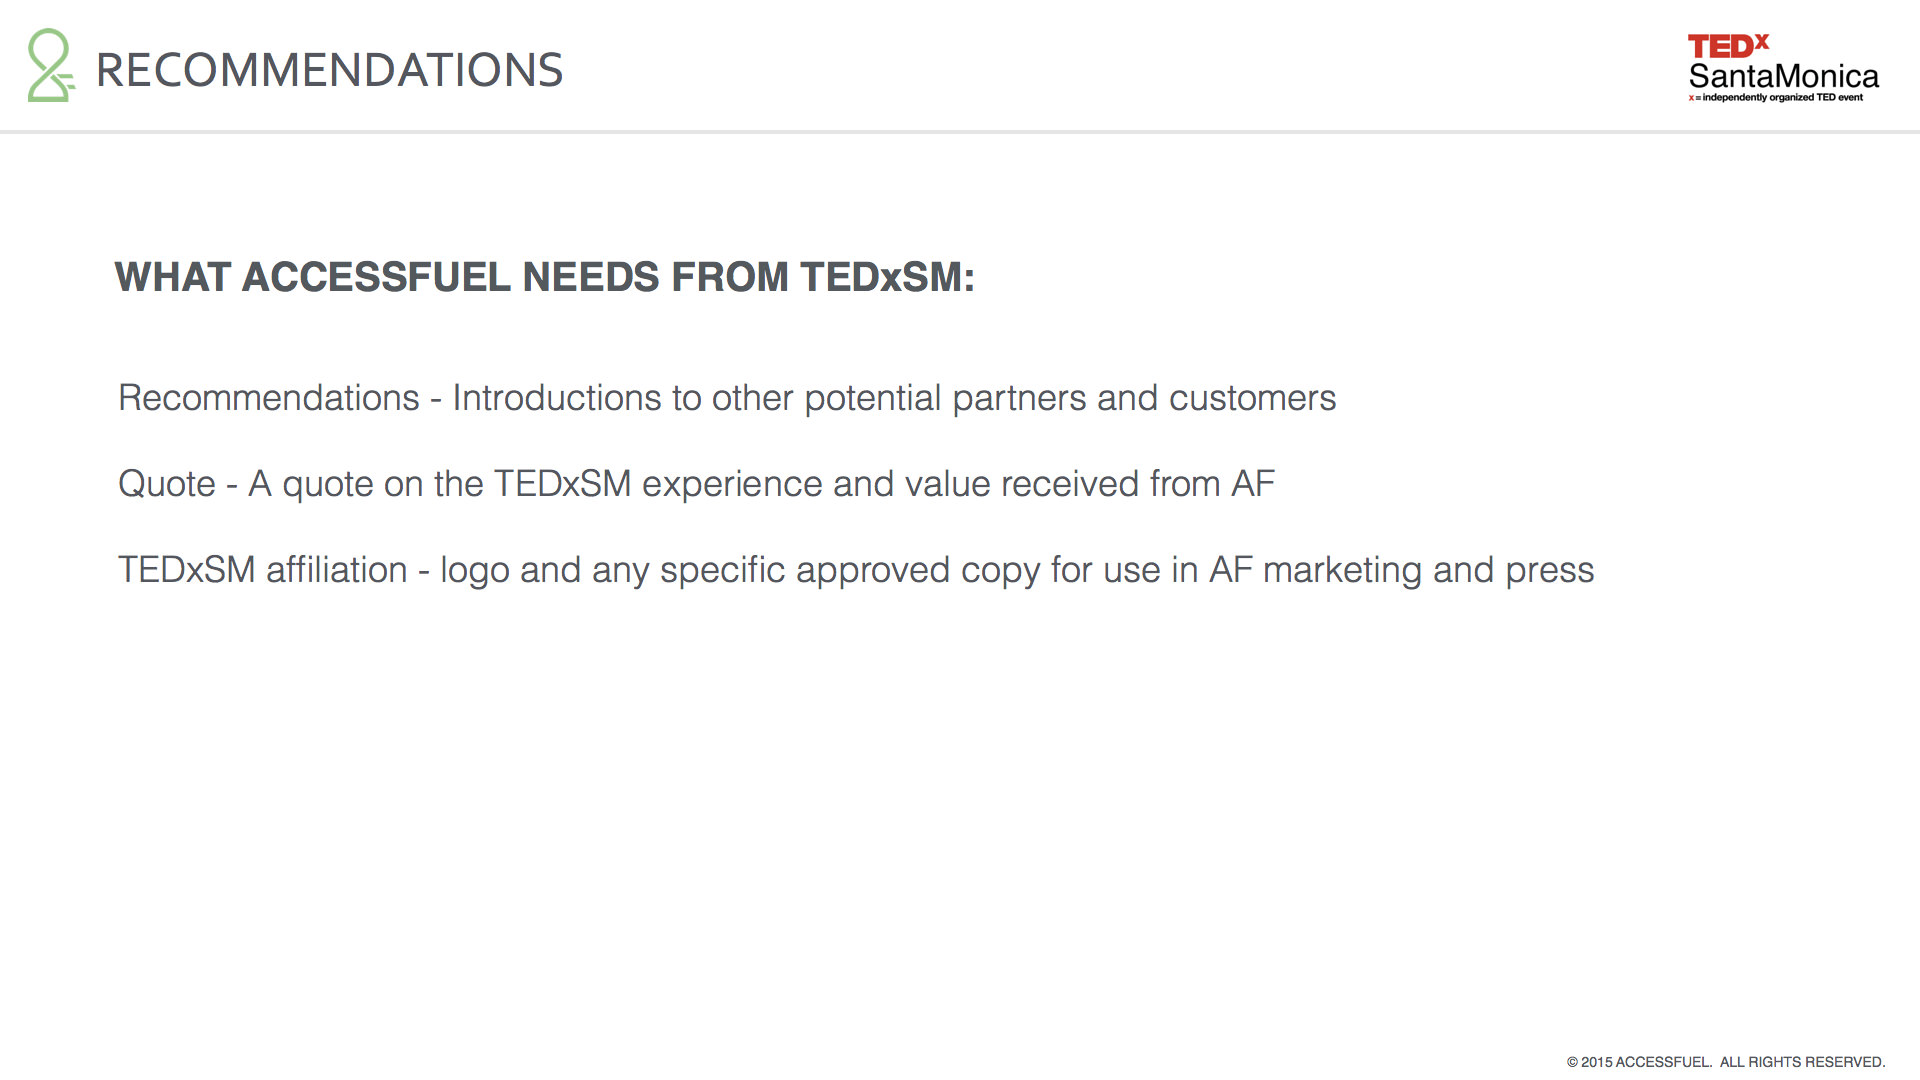 RECOMMENDATIONS
TEDx
SantaMonica
x = independently organized TED event
WHAT ACCESSFUEL NEEDS FROM TEDxSM:
Recommendations - Introductions to other potential partners and customers
Quote - A quote on the TEDxSM experience and value received from AF
TEDxSM affiliation - logo and any specific approved copy for use in AF marketing and press
© 2015 ACCESSFUEL. ALL RIGHTS RESERVED.